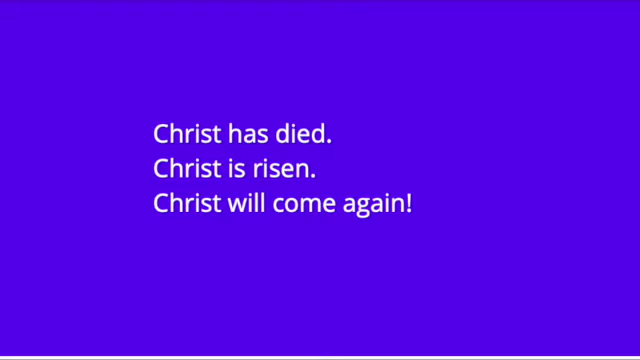 Christ has died.
Christ is risen.
Christ will come again!